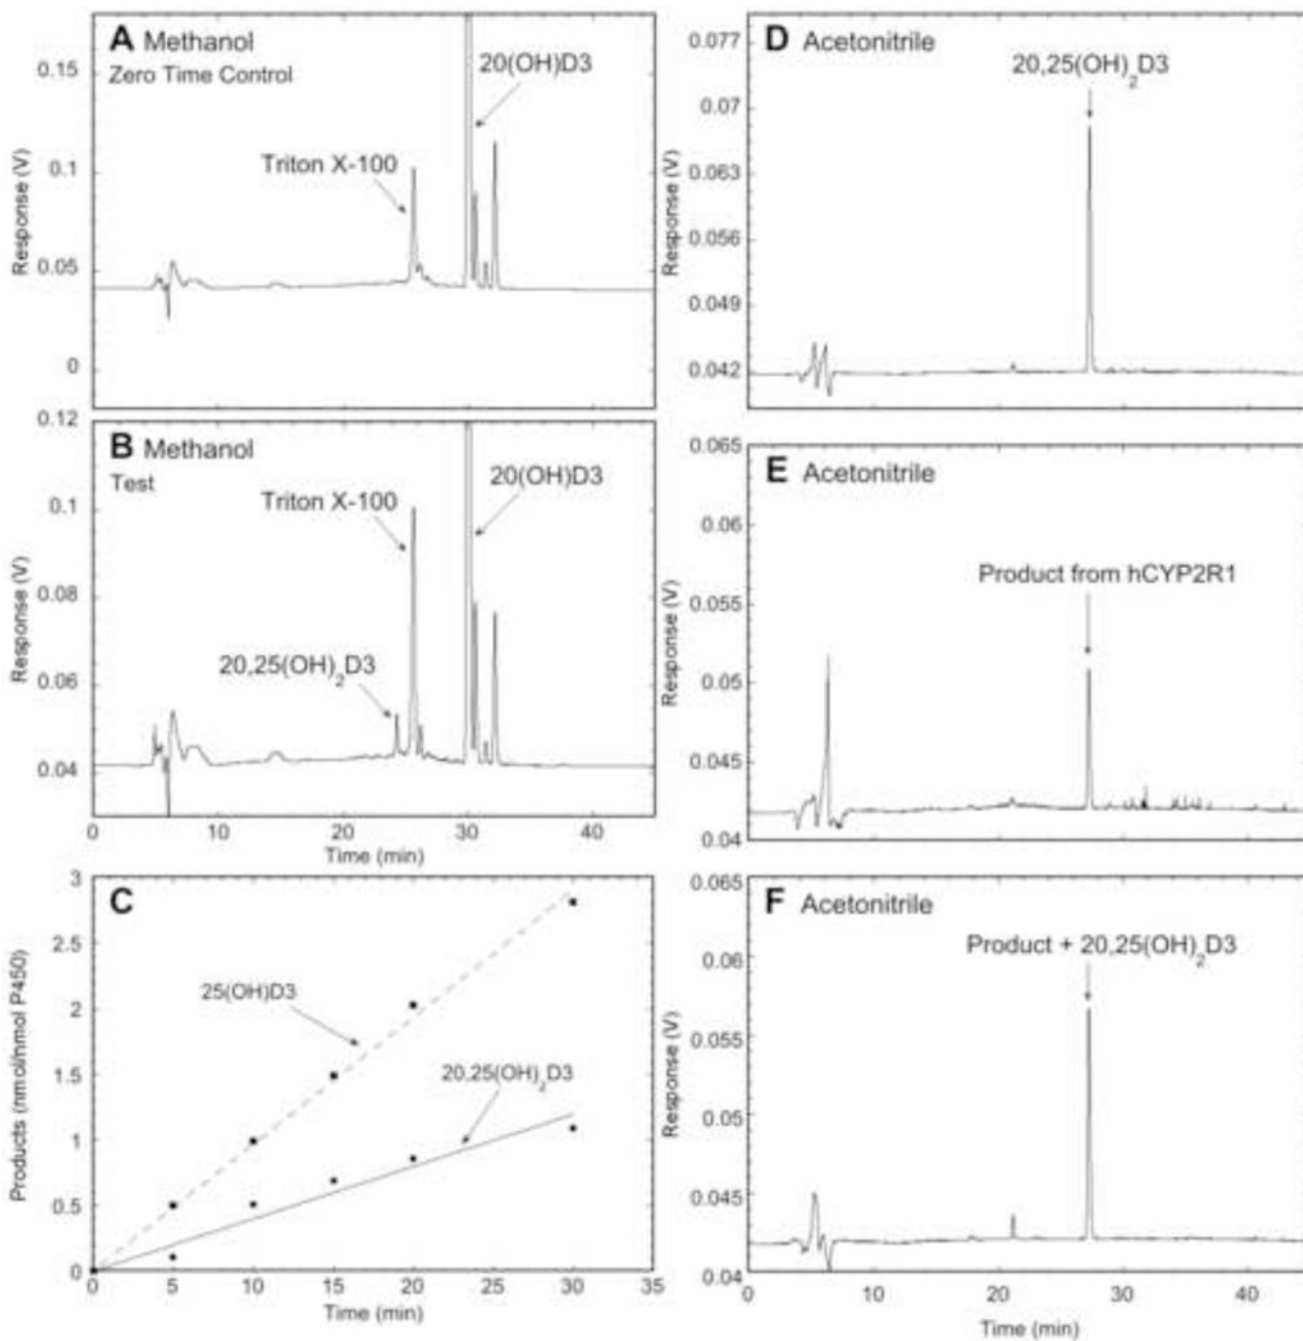 A Methanol
Zero Time Control
20(OH)D3
Triton X-100
Response (V)
0.15
0.1
0.05
0
B Methanol
Test
20(OH)D3
Triton X-100
20,25(OH)2D3
Response (V)
0.12
0.1
0.08
0.06
0.04
0 10 20 30 40
Time (min)
C
25(OH)D3
20,25(OH)2D3
Products (nmol/nmol P450)
3
2.5
2
1.5
1
0.5
0
0 5 10 15 20 25 30 35
Time (min)
D Acetonitrile
20,25(OH)2D3
Response (V)
0.077
0.07
0.063
0.056
0.049
0.042
0 10 20 30 40
E Acetonitrile
Product from hCYP2R1
Response (V)
0.065
0.06
0.055
0.05
0.045
0.04
F Acetonitrile
Product + 20,25(OH)2D3
Response (V)
0.065
0.06
0.055
0.05
0.045
0.04
0 10 20 30 40
Time (min)